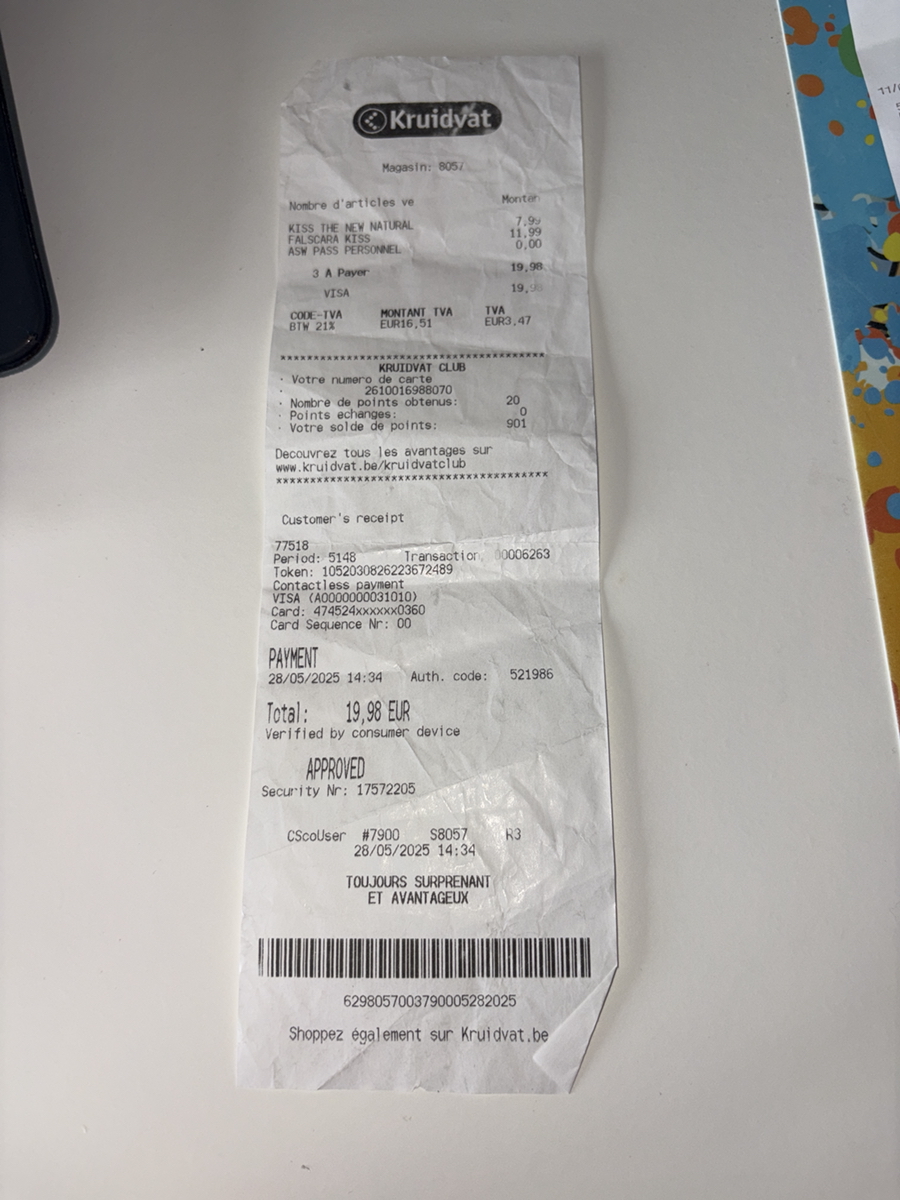 Kruidvat
Magasin: 8057
Nombre d'articles ve Montan
KISS THE NEW NATURAL 7.99
FALSCARA KISS 11.99
ASW PASS PERSONNEL 0.00
3 A Payer 19.98
VISA 19.98
CODE-TVA MONTANT TVA TVA
BTW 21% EUR16,51 EUR3,47
******************************************
KRUIDVAT CLUB
· Votre numero de carte
· 2610016988070
· Nombre de points obtenus: 20
· Points echanges: 0
· Votre solde de points: 901
Decouvrez tous les avantages sur
www.kruidvat.be/kruidvatclub
******************************************
Customer's receipt
77518
Period: 5148 Transaction 00006263
Token: 1052030826223672489
Contactless payment
VISA (A0000000031010)
Card: 474524xxxxxx0360
Card Sequence Nr: 00
PAYMENT
28/05/2025 14:34 Auth. code: 521986
Total: 19,98 EUR
Verified by consumer device
APPROVED
Security Nr: 17572205
CScoUser #7900 S8057 R3
28/05/2025 14:34
TOUJOURS SURPRENANT
ET AVANTAGEUX
6298057003790005282025
Shoppez également sur Kruidvat.be